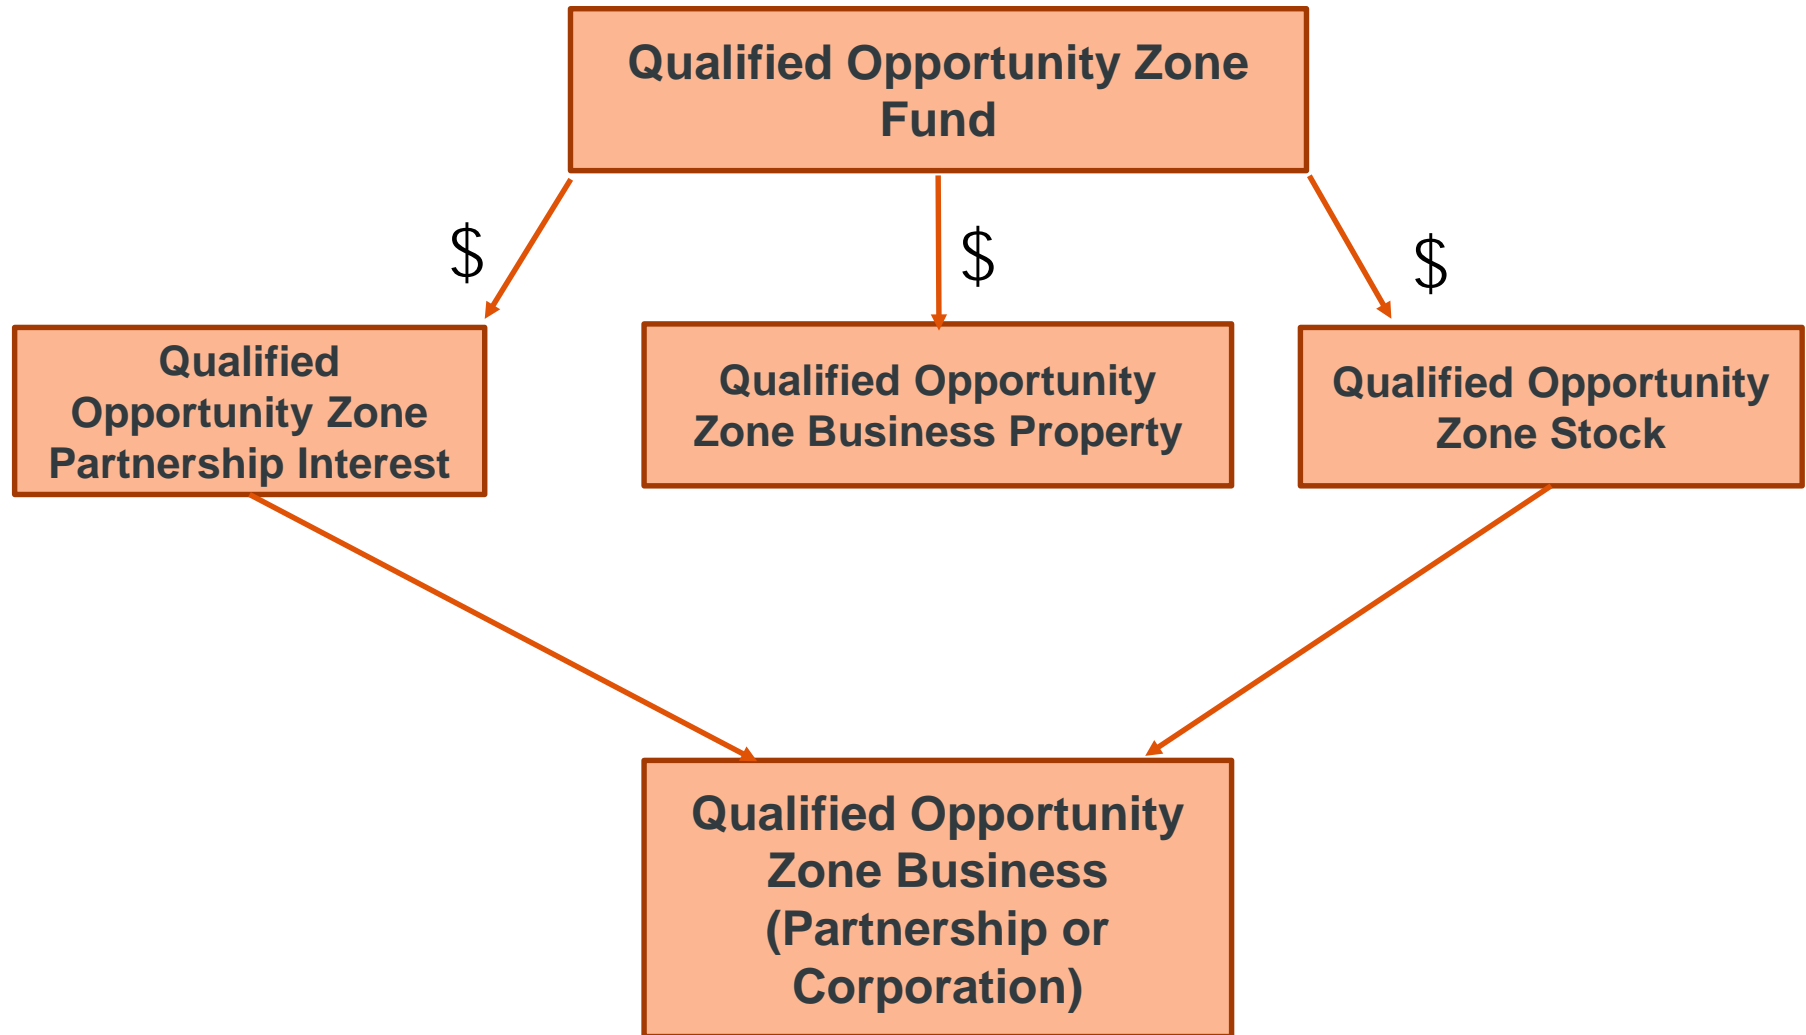 Qualified Opportunity Zone
Fund
$
$
$
Qualified
Opportunity Zone
Partnership Interest
Qualified Opportunity
Zone Business Property
Qualified Opportunity
Zone Stock
Qualified Opportunity
Zone Business
(Partnership or
Corporation)